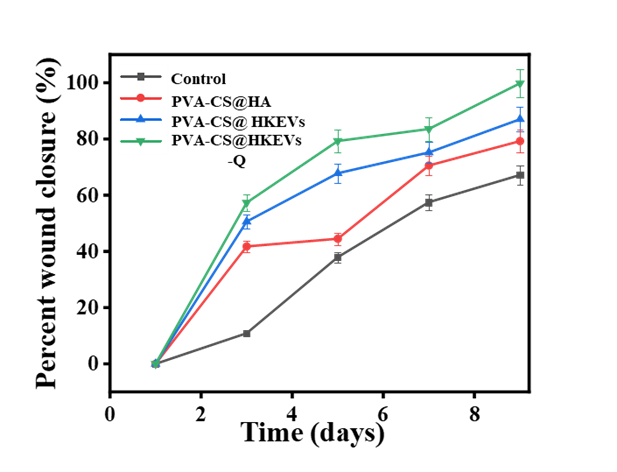 Percent wound closure (%)
100
80
60
40
20
0
Control
PVA-CS@HA
PVA-CS@ HKEVs
PVA-CS@HKEVs
-Q
0 2 4 6 8
Time (days)